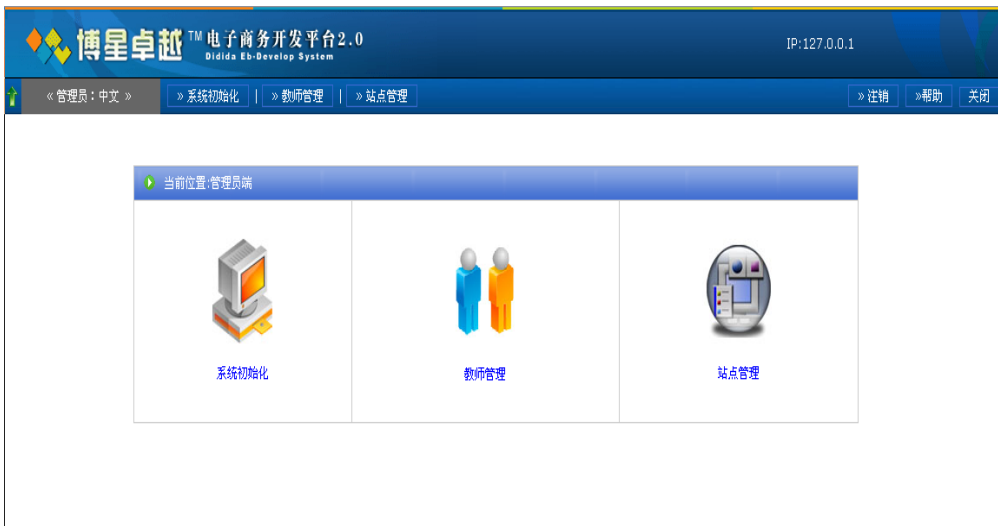 博星卓越 TM 电子商务开发平台2.0
Didida Eb-Develop System
IP:127.0.0.1
« 管理员：中文 » » 系统初始化 | » 教师管理 | » 站点管理 » 注销 »帮助 关闭
当前位置:管理员端
系统初始化 教师管理 站点管理